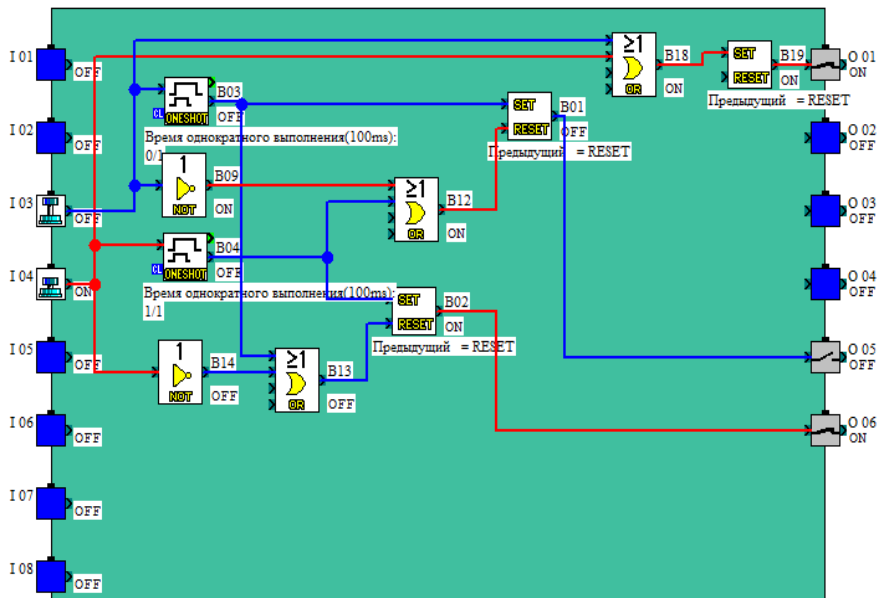 I 01
OFF
I 02
OFF
I 03
OFF
I 04
ON
I 05
OFF
I 06
OFF
I 07
OFF
I 08
OFF
CL
ONESHOT
B03
OFF
Время однократного выполнения(100ms):
0/1
1
NOT
B09
ON
CL
ONESHOT
B04
OFF
Время однократного выполнения(100ms):
1/1
1
NOT
B14
OFF
≥1
OR
B13
OFF
≥1
OR
B12
ON
SET
RESET
B02
ON
Предыдущий = RESET
SET
RESET
B01
OFF
Предыдущий = RESET
≥1
OR
B18
ON
SET
RESET
B19
ON
Предыдущий = RESET
O 01
ON
O 02
OFF
O 03
OFF
O 04
OFF
O 05
OFF
O 06
ON